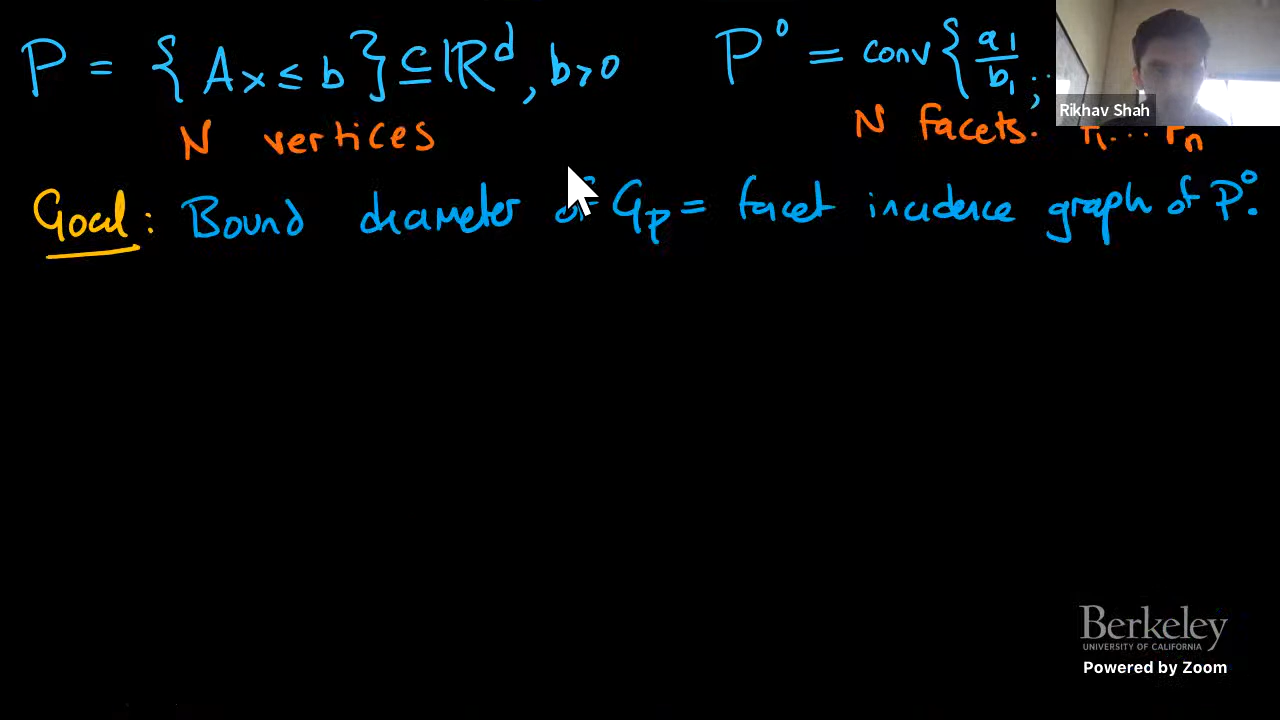 P = { Ax ≤ b } ⊆ ℝᵈ, b > 0 P° = conv { a₁/b₁ ;
N vertices N facets.
Goal: Bound diameter of G_P = facet incidence graph of P°.
Rikhav Shah
Berkeley
UNIVERSITY OF CALIFORNIA
Powered by Zoom